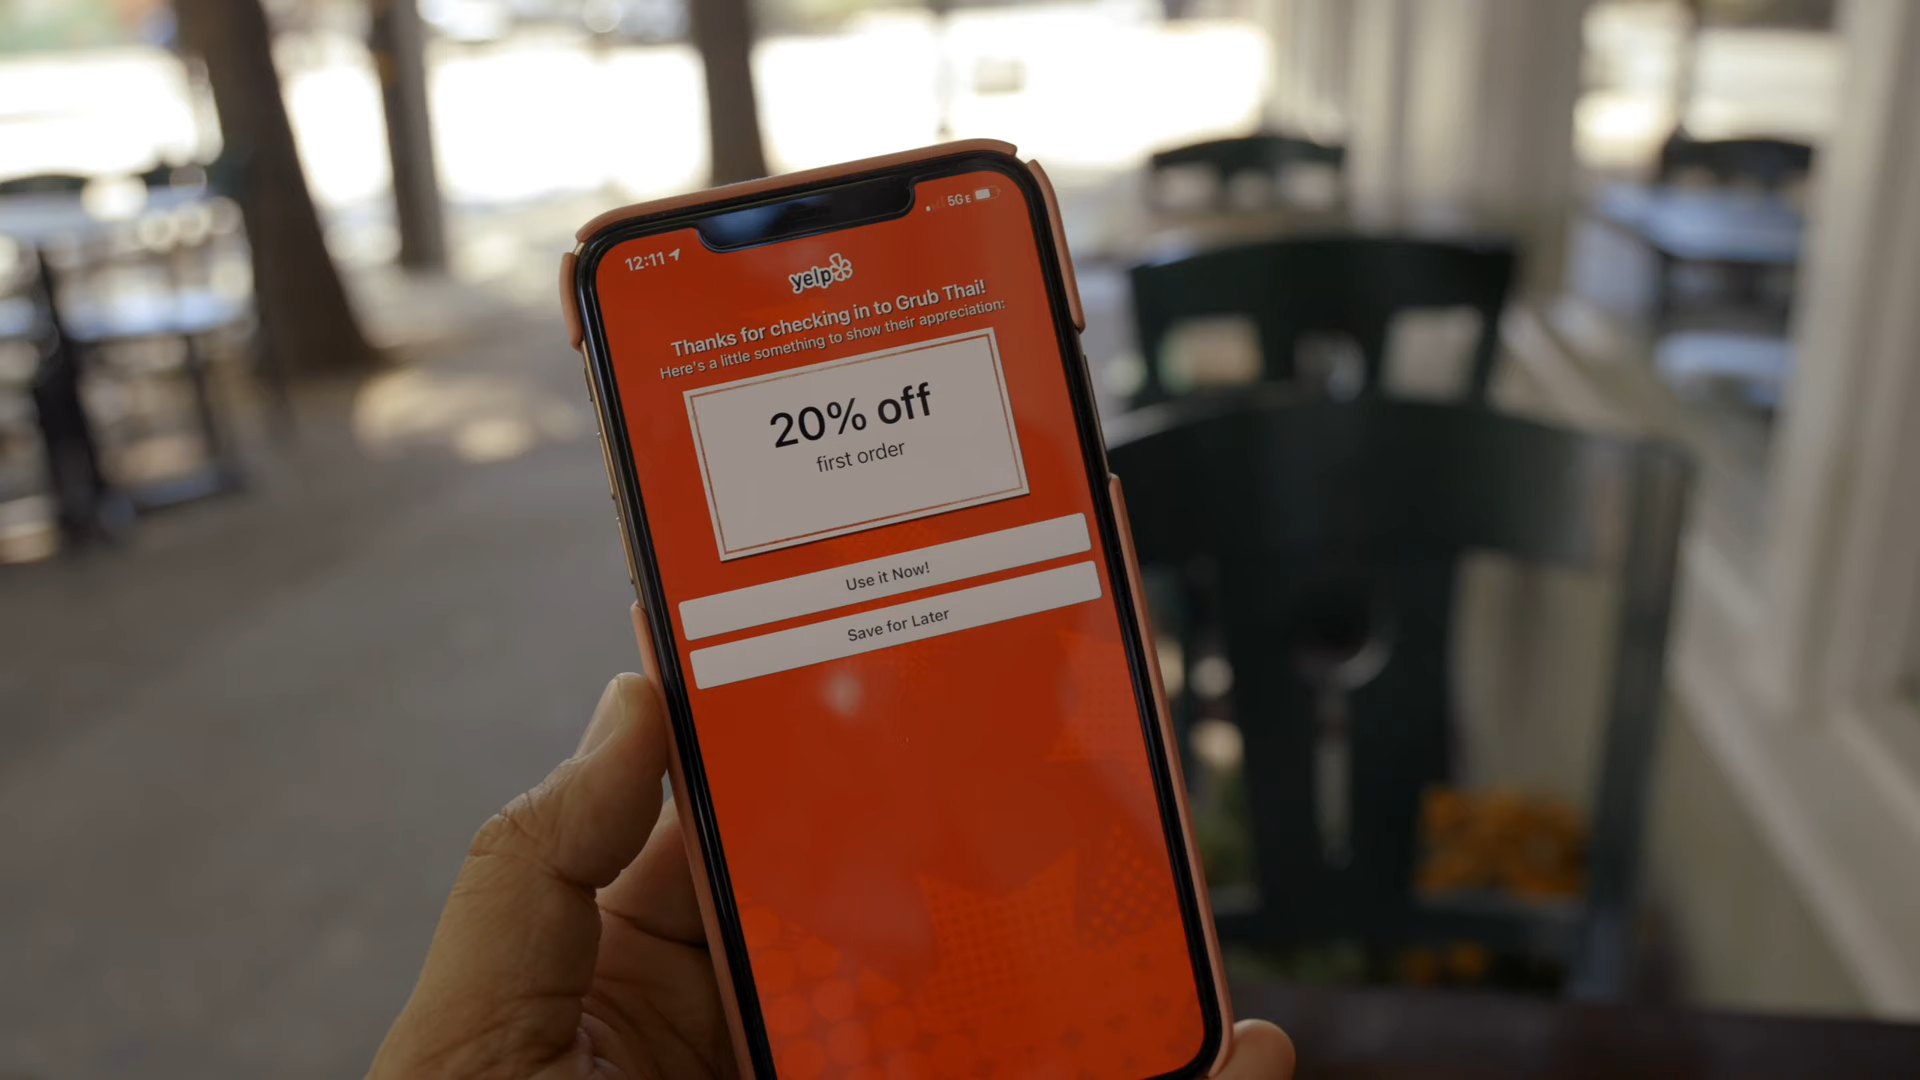 12:11
5GE
yelp
Thanks for checking in to Grub Thai!
Here's a little something to show their appreciation:
20% off
first order
Use it Now!
Save for Later